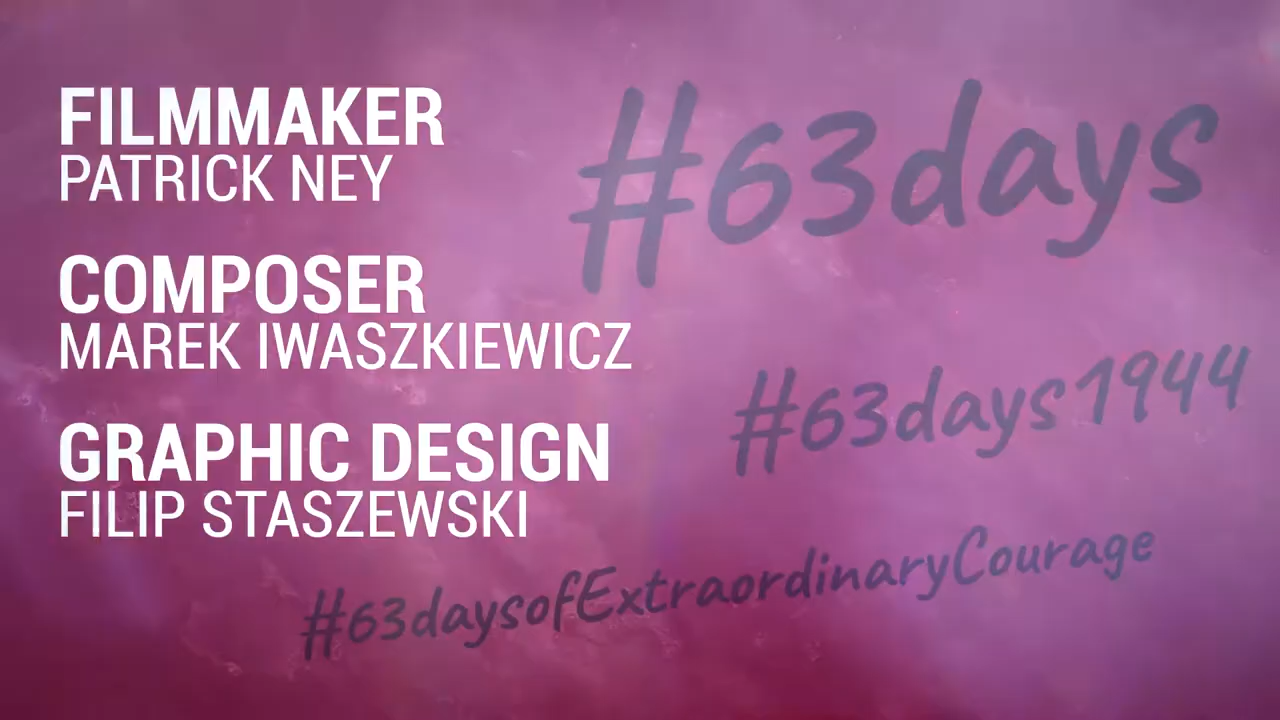 FILMMAKER
PATRICK NEY
COMPOSER
MAREK IWASZKIEWICZ
GRAPHIC DESIGN
FILIP STASZEWSKI
#63days
#63days1944
#63daysofExtraordinaryCourage